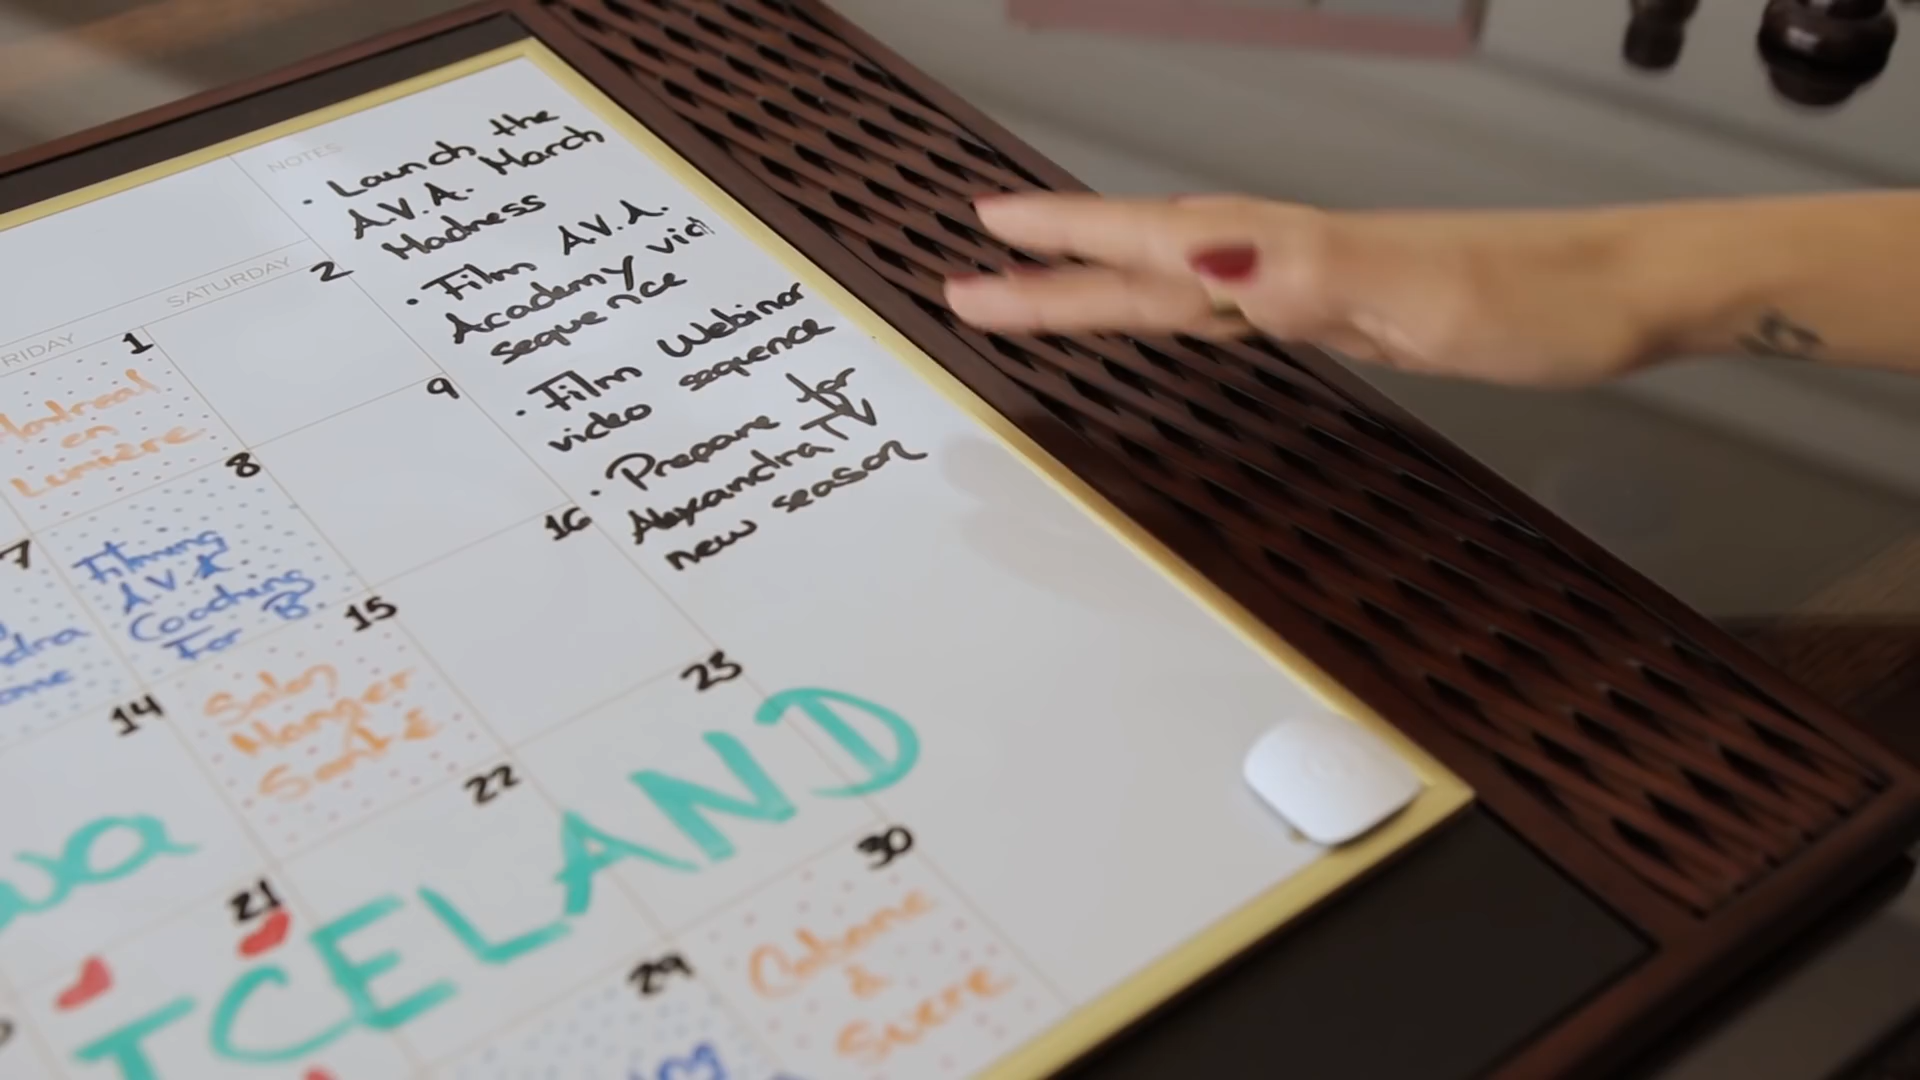 NOTES
• Launch the
A.V.A. March
Madness
• Film A.V.A.
Academy vid
sequence
• Film Webinar
video sequence
• Prepare for
Alexandra TV
new season
SATURDAY
RIDAY
1
2
Montreal
en
Lumière
7
8
9
Filming
A.V.A
Coaching
For B.
14
15
16
Salon
Manger
Santé
21
22
23
ICELAND
29
30
Cabane
à
Sucre